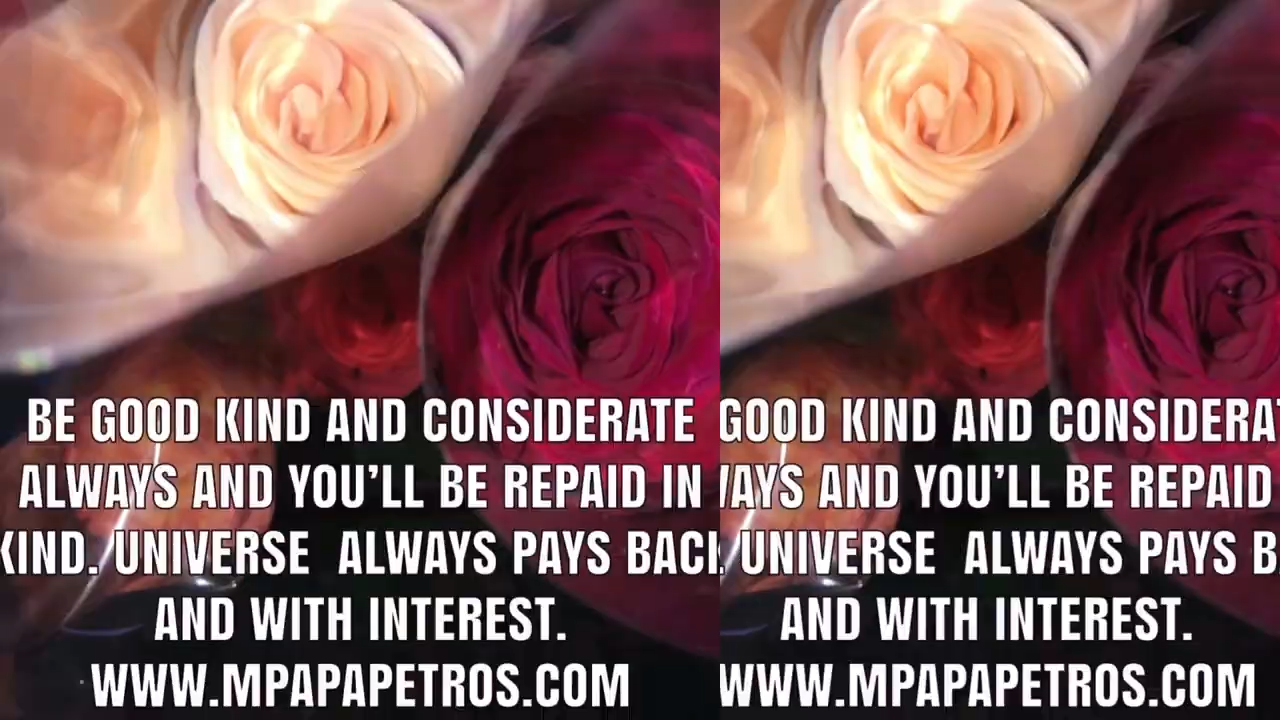 BE GOOD KIND AND CONSIDERATE
ALWAYS AND YOU’LL BE REPAID IN
KIND. UNIVERSE ALWAYS PAYS BACK
AND WITH INTEREST.
WWW.MPAPAPETROS.COM
GOOD KIND AND CONSIDERAT
AYS AND YOU’LL BE REPAID
UNIVERSE ALWAYS PAYS B
AND WITH INTEREST.
WWW.MPAPAPETROS.COM